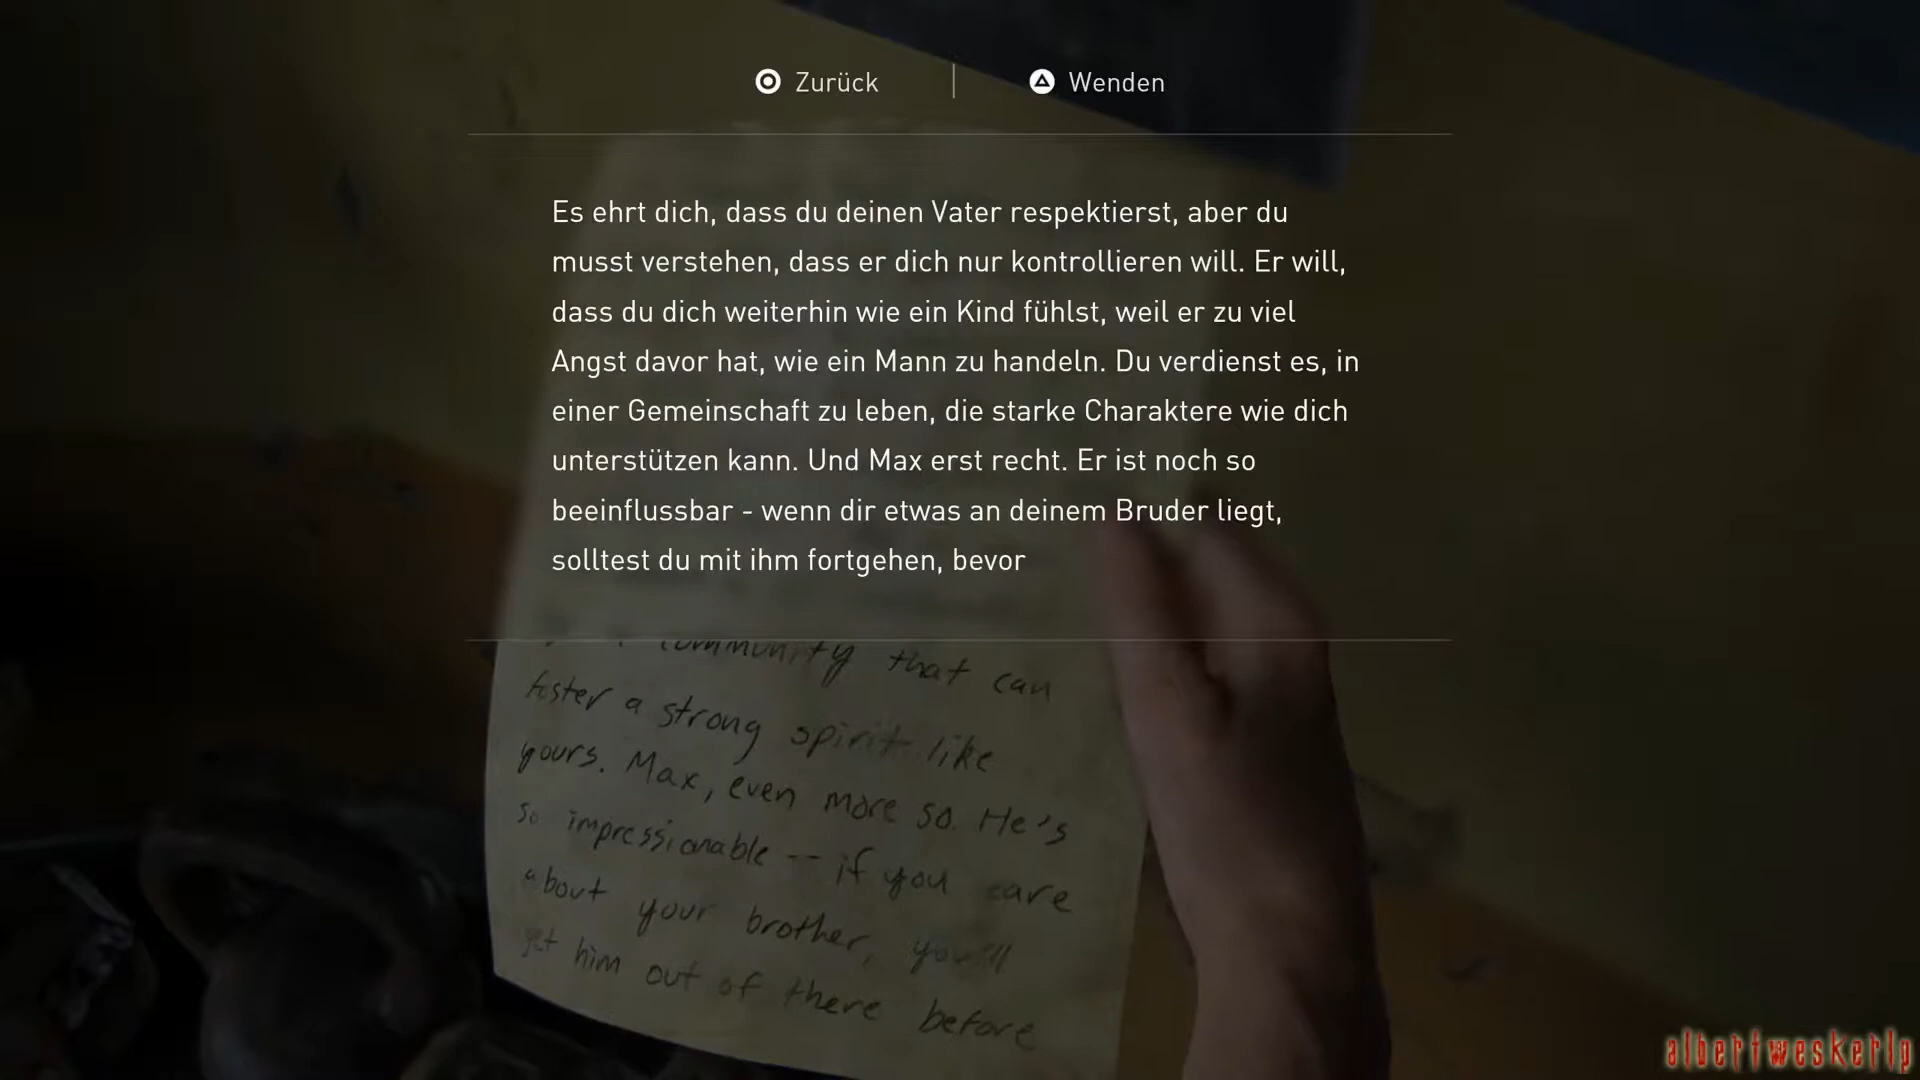 Zurück
Wenden
Es ehrt dich, dass du deinen Vater respektierst, aber du
musst verstehen, dass er dich nur kontrollieren will. Er will,
dass du dich weiterhin wie ein Kind fühlst, weil er zu viel
Angst davor hat, wie ein Mann zu handeln. Du verdienst es, in
einer Gemeinschaft zu leben, die starke Charaktere wie dich
unterstützen kann. Und Max erst recht. Er ist noch so
beeinflussbar - wenn dir etwas an deinem Bruder liegt,
solltest du mit ihm fortgehen, bevor
community that can
foster a strong spirit like
yours. Max, even more so. He's
so impressionable -- if you care
about your brother, you'll
get him out of there before
albertweskerlp